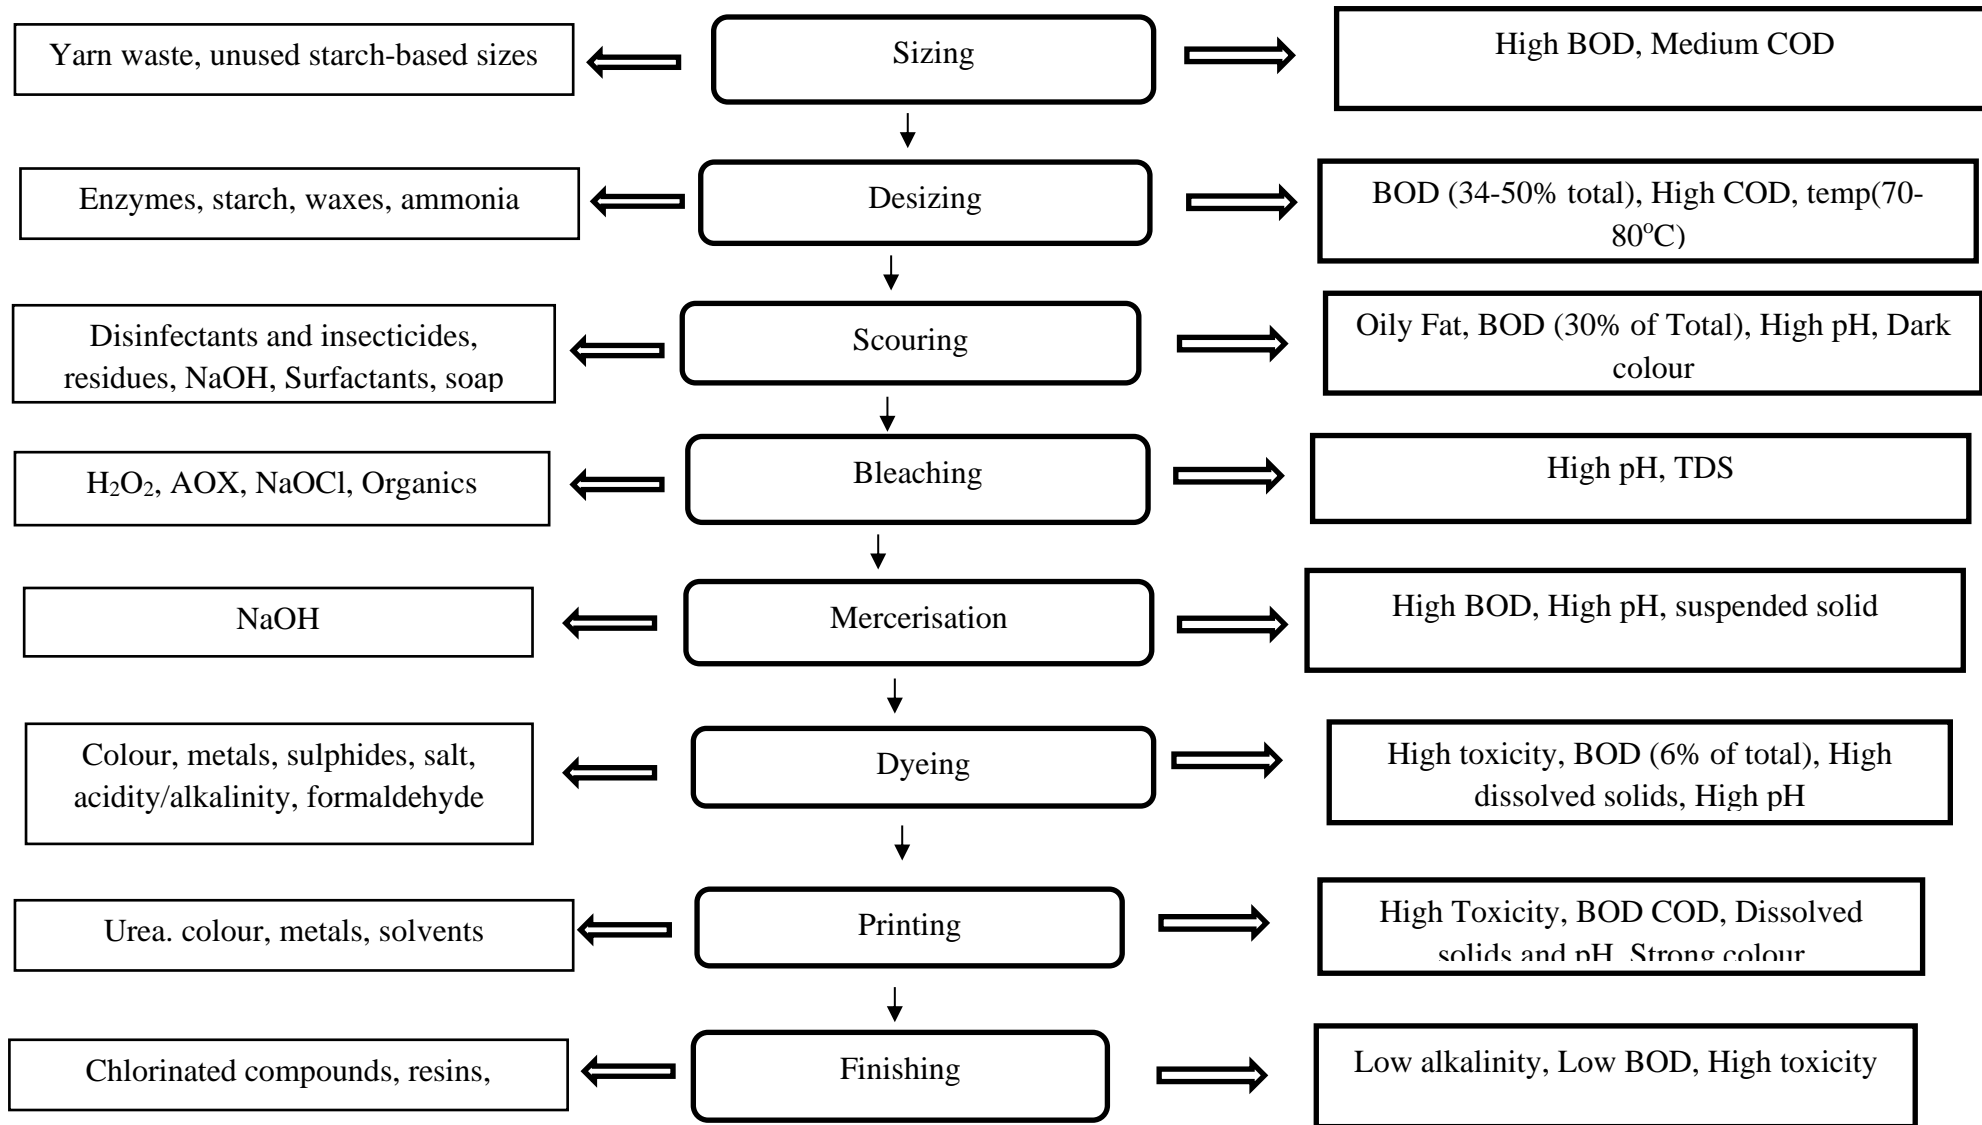 Yarn waste, unused starch-based sizes
Sizing
High BOD, Medium COD
Enzymes, starch, waxes, ammonia
Desizing
BOD (34-50% total), High COD, temp(70-
80ºC)
Disinfectants and insecticides,
residues, NaOH, Surfactants, soap
Scouring
Oily Fat, BOD (30% of Total), High pH, Dark
colour
H₂O₂, AOX, NaOCl, Organics
Bleaching
High pH, TDS
NaOH
Mercerisation
High BOD, High pH, suspended solid
Colour, metals, sulphides, salt,
acidity/alkalinity, formaldehyde
Dyeing
High toxicity, BOD (6% of total), High
dissolved solids, High pH
Urea. colour, metals, solvents
Printing
High Toxicity, BOD COD, Dissolved
solids and pH, Strong colour
Chlorinated compounds, resins,
Finishing
Low alkalinity, Low BOD, High toxicity